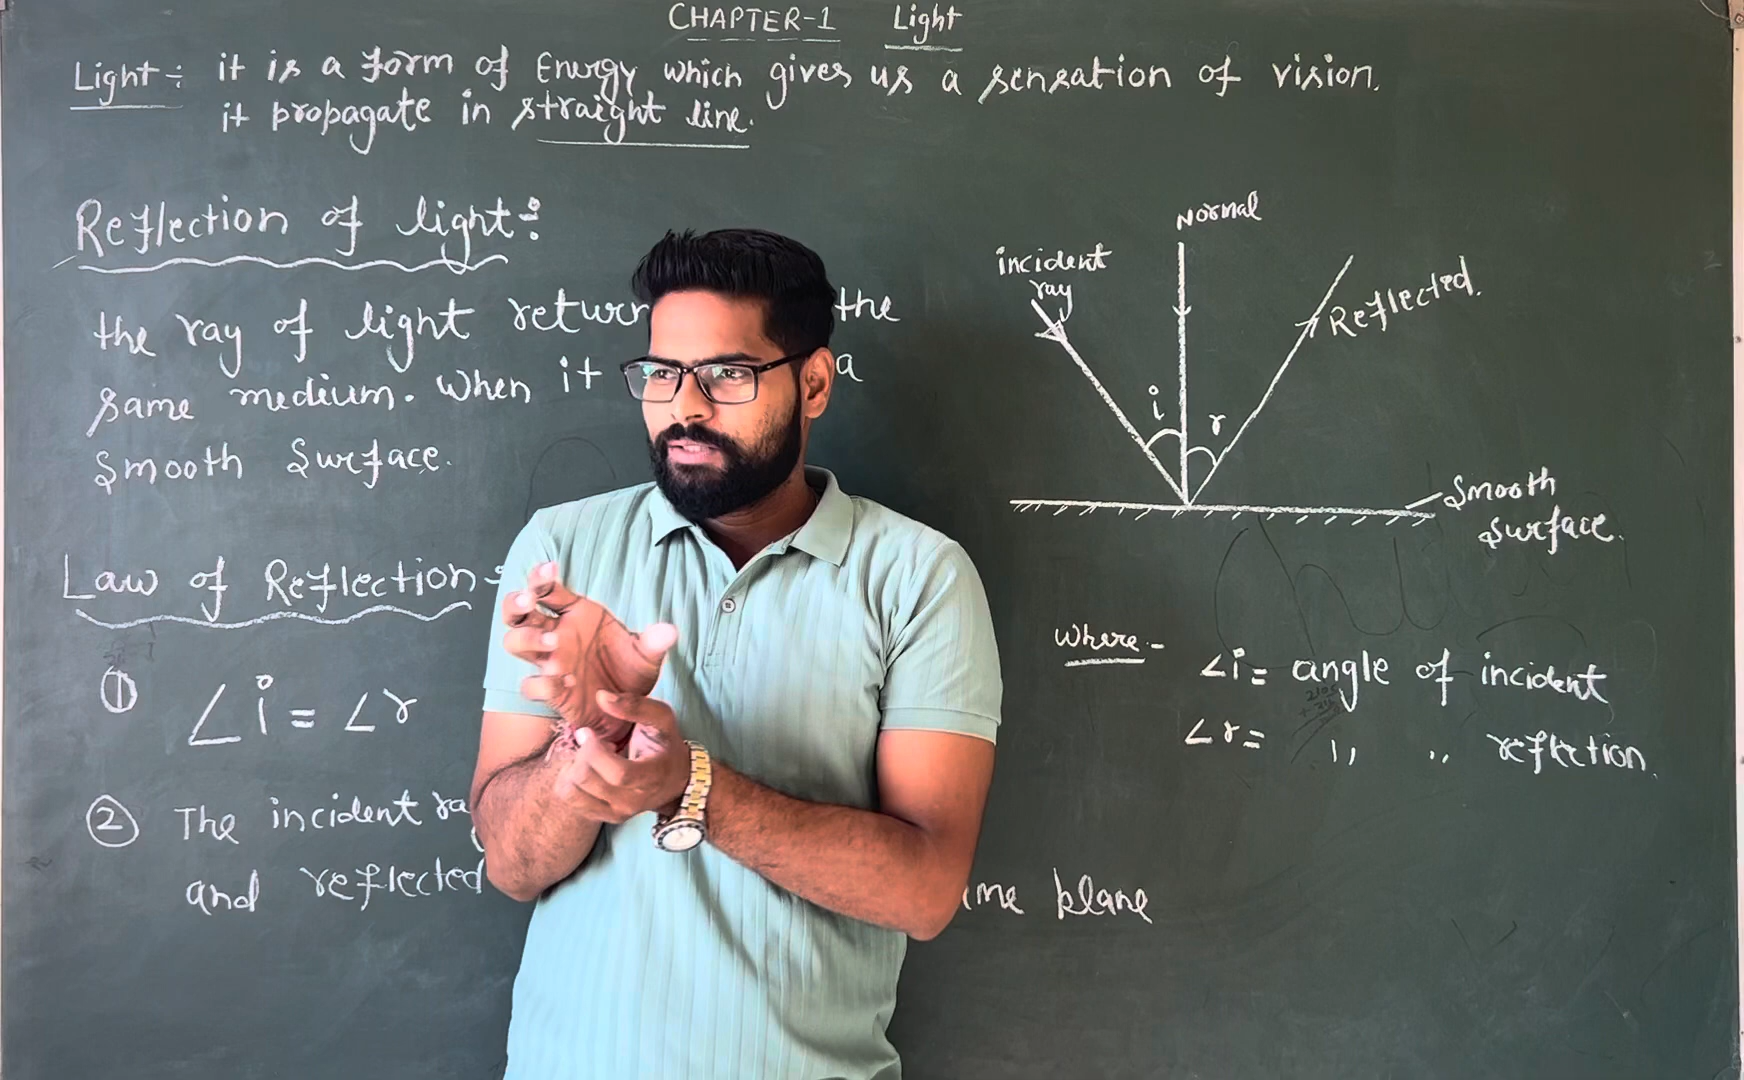 CHAPTER-1 Light
Light :- it is a form of Energy which gives us a sensation of vision.
it propagate in straight line.
Reflection of light :-
the ray of light return the
same medium. When it a
Smooth Surface.
Law of Reflection :-
① ∠i = ∠r
② The incident ra
and reflected ame plane
Normal
incident
ray
Reflected.
i
r
Smooth
surface.
Where :-
∠i = angle of incident
∠r = ,, ,, reflection.